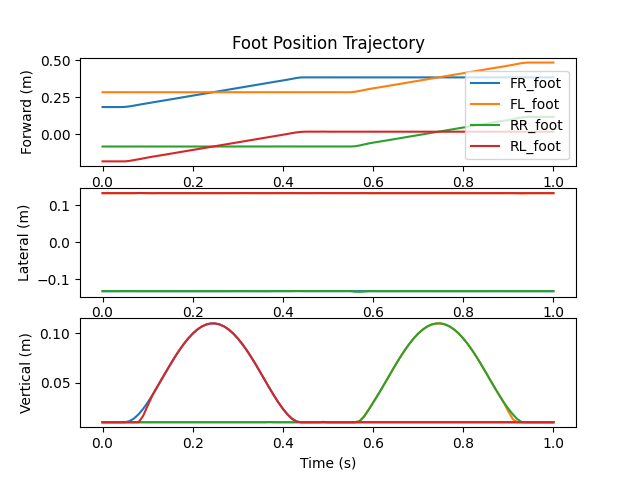 Foot Position Trajectory
Forward (m)
0.50
0.25
0.00
FR_foot
FL_foot
RR_foot
RL_foot
0.0 0.2 0.4 0.6 0.8 1.0
Lateral (m)
0.1
0.0
−0.1
0.0 0.2 0.4 0.6 0.8 1.0
Vertical (m)
0.10
0.05
0.0 0.2 0.4 0.6 0.8 1.0
Time (s)